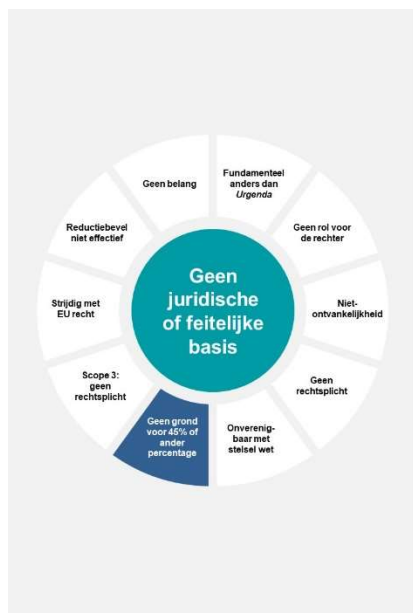 Geen
juridische
of feitelijke
basis
Fundamenteel
anders dan
Urgenda
Geen rol voor
de rechter
Niet-
ontvankelijkheid
Geen
rechtsplicht
Onverenig-
baar met
stelsel wet
Geen grond
voor 45% of
ander
percentage
Scope 3:
geen
rechtsplicht
Strijdig met
EU recht
Reductiebevel
niet effectief
Geen belang